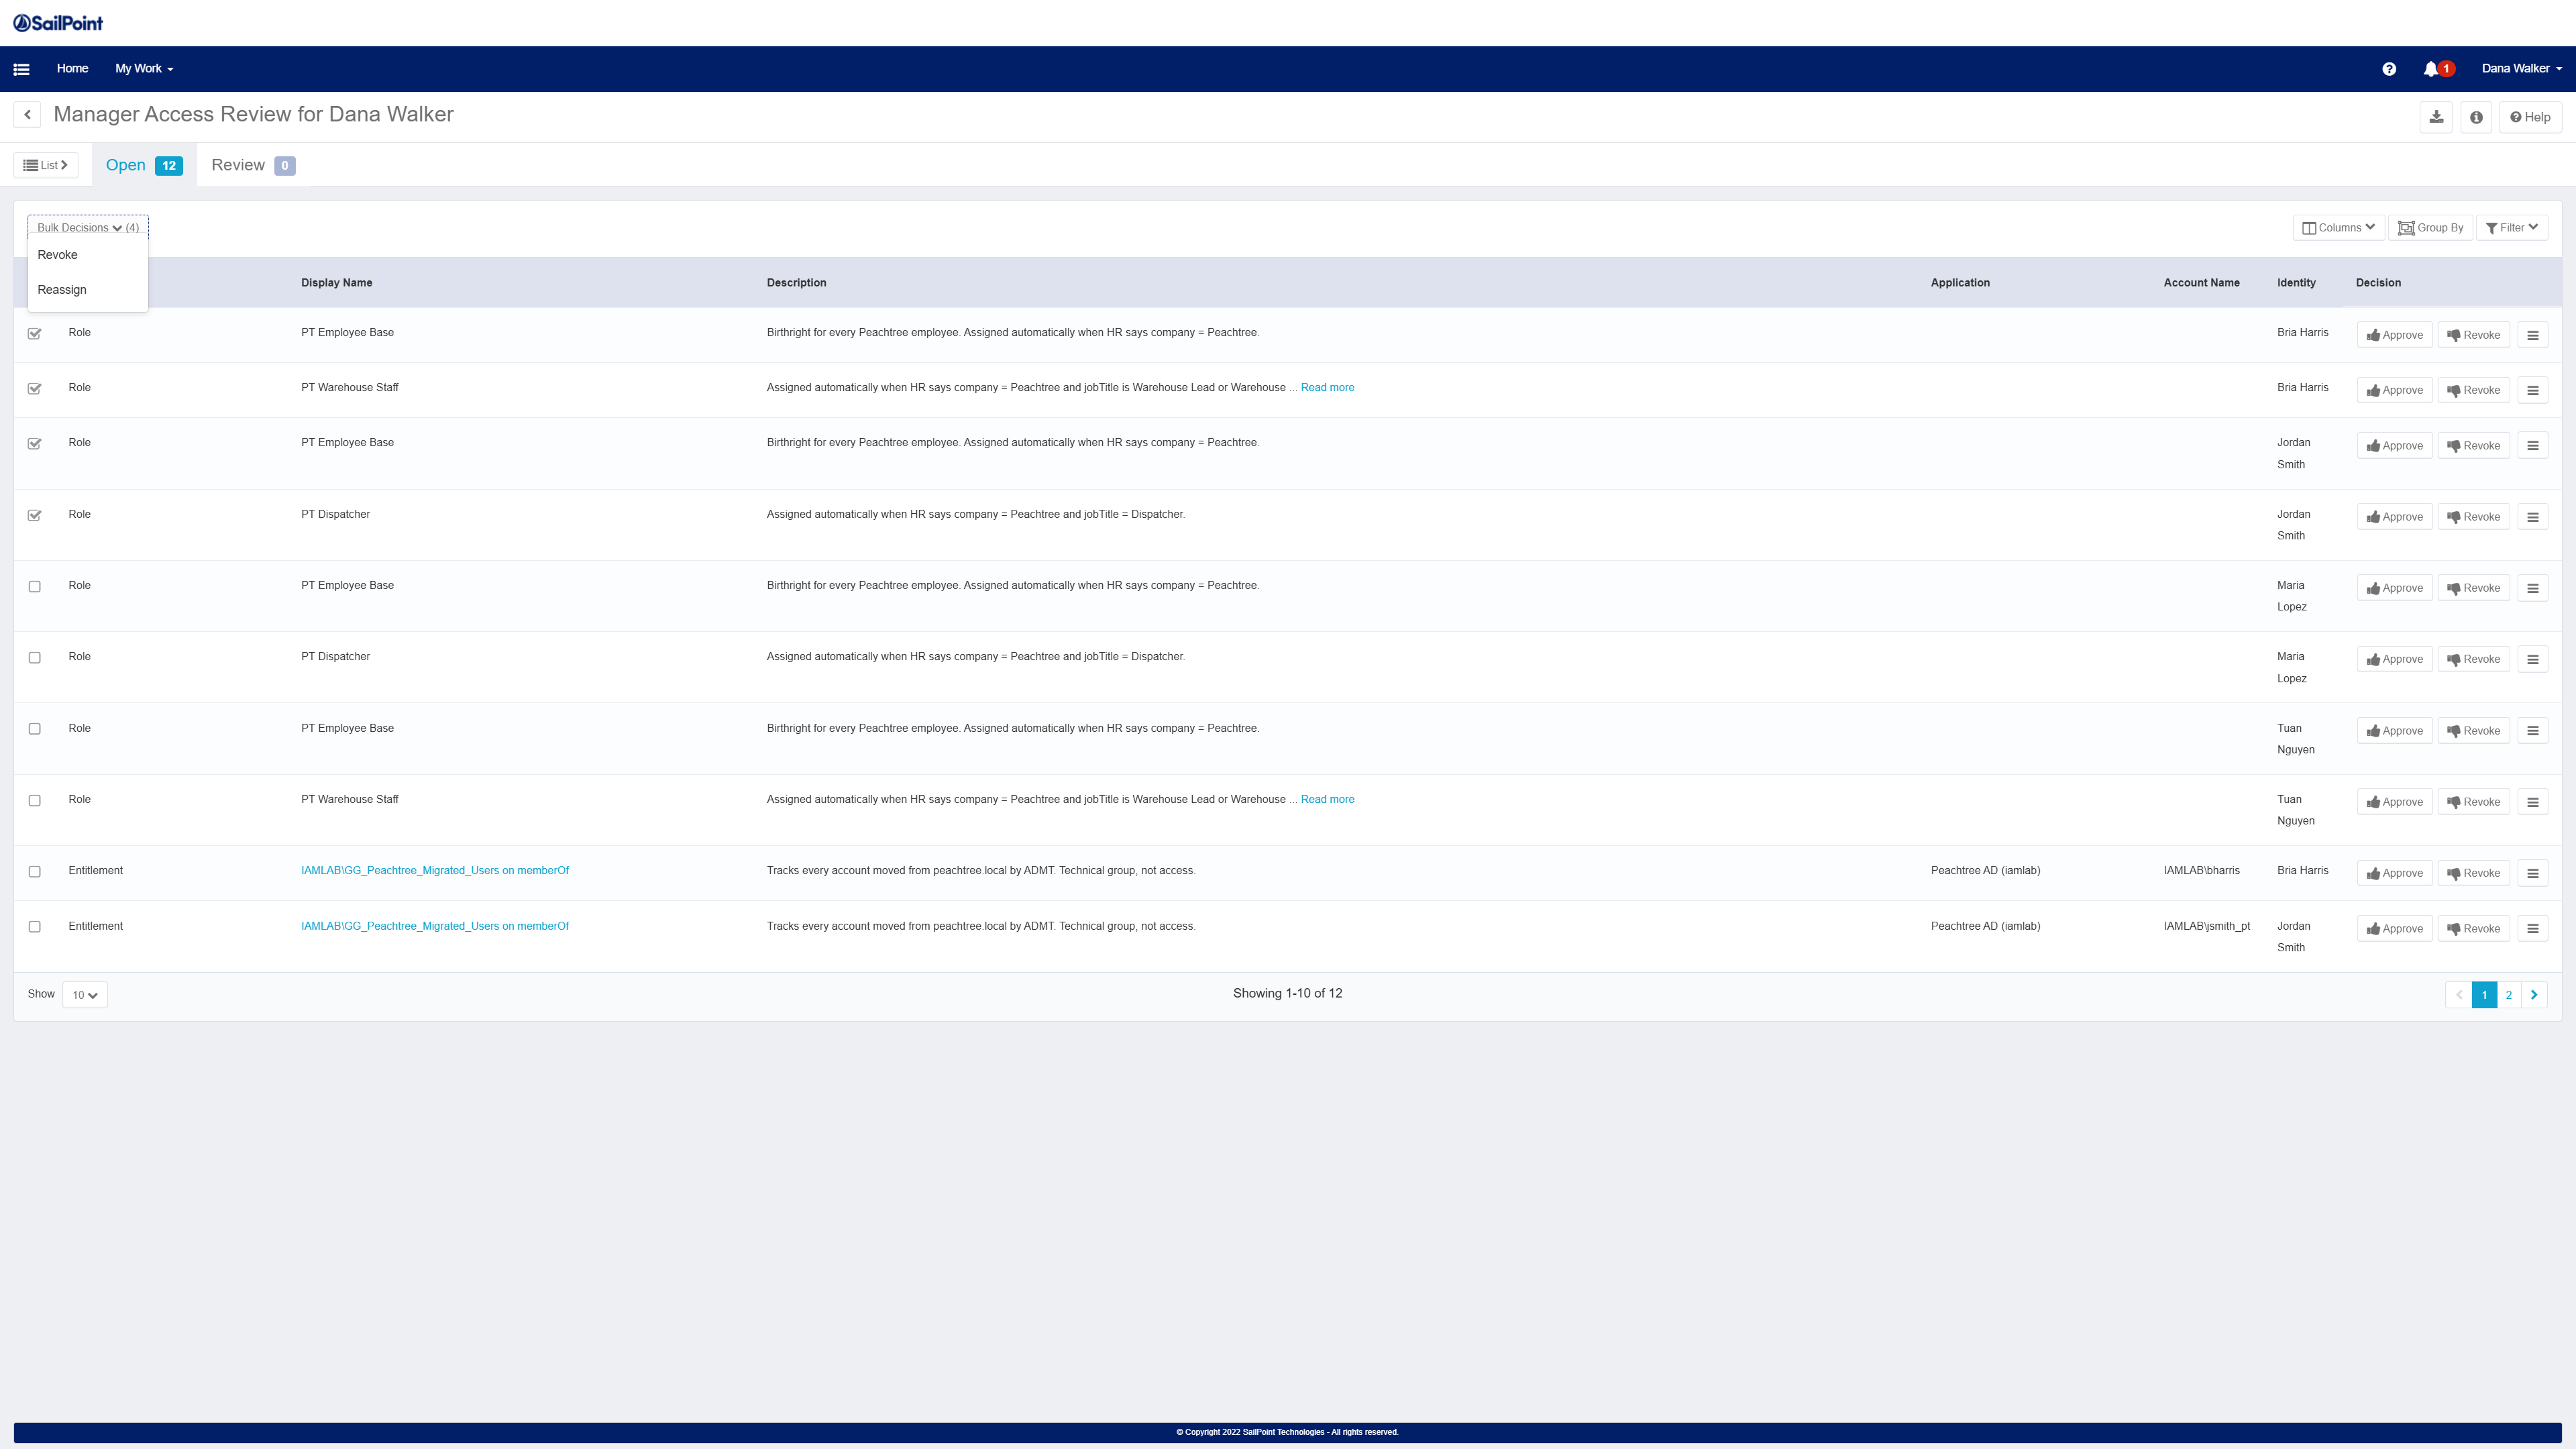 SailPoint
Home My Work 1 Dana Walker
Manager Access Review for Dana Walker
Help
List Open 12 Review 0
Bulk Decisions (4) Columns Group By Filter
Revoke
Reassign
Display Name Description Application Account Name Identity Decision
Role PT Employee Base Birthright for every Peachtree employee. Assigned automatically when HR says company = Peachtree. Bria Harris Approve Revoke
Role PT Warehouse Staff Assigned automatically when HR says company = Peachtree and jobTitle is Warehouse Lead or Warehouse ... Read more Bria Harris Approve Revoke
Role PT Employee Base Birthright for every Peachtree employee. Assigned automatically when HR says company = Peachtree. Jordan Approve Revoke
Smith
Role PT Dispatcher Assigned automatically when HR says company = Peachtree and jobTitle = Dispatcher. Jordan Approve Revoke
Smith
Role PT Employee Base Birthright for every Peachtree employee. Assigned automatically when HR says company = Peachtree. Maria Approve Revoke
Lopez
Role PT Dispatcher Assigned automatically when HR says company = Peachtree and jobTitle = Dispatcher. Maria Approve Revoke
Lopez
Role PT Employee Base Birthright for every Peachtree employee. Assigned automatically when HR says company = Peachtree. Tuan Approve Revoke
Nguyen
Role PT Warehouse Staff Assigned automatically when HR says company = Peachtree and jobTitle is Warehouse Lead or Warehouse ... Read more Tuan Approve Revoke
Nguyen
Entitlement IAMLAB\GG_Peachtree_Migrated_Users on memberOf Tracks every account moved from peachtree.local by ADMT. Technical group, not access. Peachtree AD (iamlab) IAMLAB\bharris Bria Harris Approve Revoke
Entitlement IAMLAB\GG_Peachtree_Migrated_Users on memberOf Tracks every account moved from peachtree.local by ADMT. Technical group, not access. Peachtree AD (iamlab) IAMLAB\jsmith_pt Jordan Approve Revoke
Smith
Show 10 Showing 1-10 of 12 1 2
© Copyright 2022 SailPoint Technologies - All rights reserved.